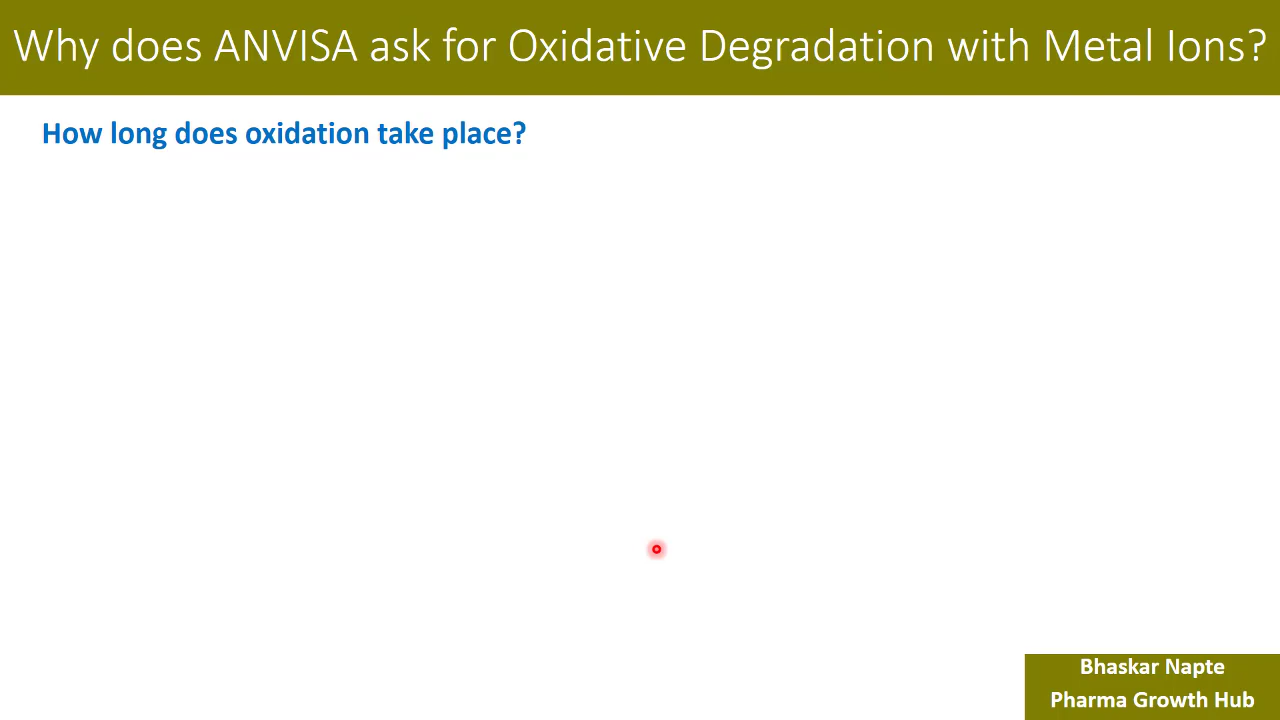 Why does ANVISA ask for Oxidative Degradation with Metal Ions?
How long does oxidation take place?
Bhaskar Napte
Pharma Growth Hub